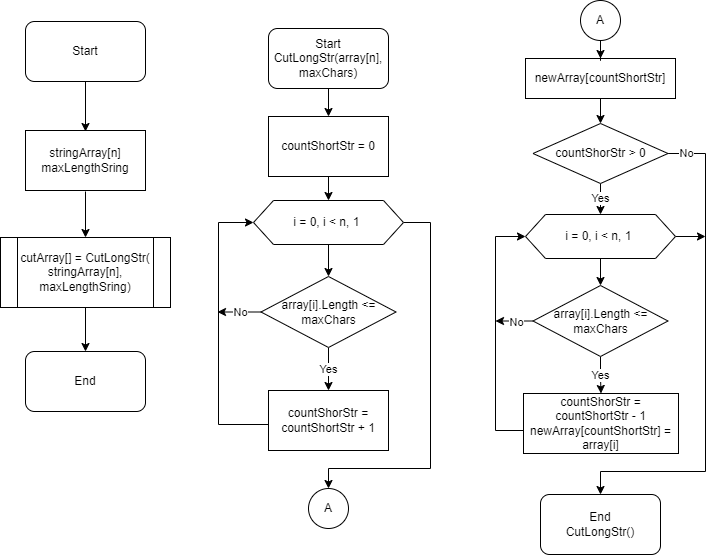 Start
stringArray[n]
maxLengthSring
cutArray[] = CutLongStr(
stringArray[n],
maxLengthSring)
End
Start
CutLongStr(array[n],
maxChars)
countShortStr = 0
i = 0, i < n, 1
array[i].Length <=
maxChars
No
Yes
countShorStr =
countShortStr + 1
A
A
newArray[countShortStr]
countShorStr > 0
No
Yes
i = 0, i < n, 1
array[i].Length <=
maxChars
No
Yes
countShorStr =
countShortStr - 1
newArray[countShortStr] =
array[i]
End
CutLongStr()